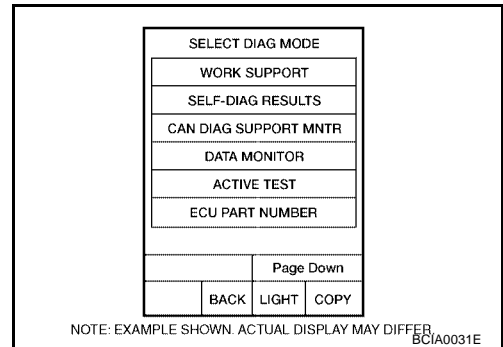 SELECT DIAG MODE
WORK SUPPORT
SELF-DIAG RESULTS
CAN DIAG SUPPORT MNTR
DATA MONITOR
ACTIVE TEST
ECU PART NUMBER
Page Down
BACK LIGHT COPY
NOTE: EXAMPLE SHOWN. ACTUAL DISPLAY MAY DIFFER.
BCIA0031E